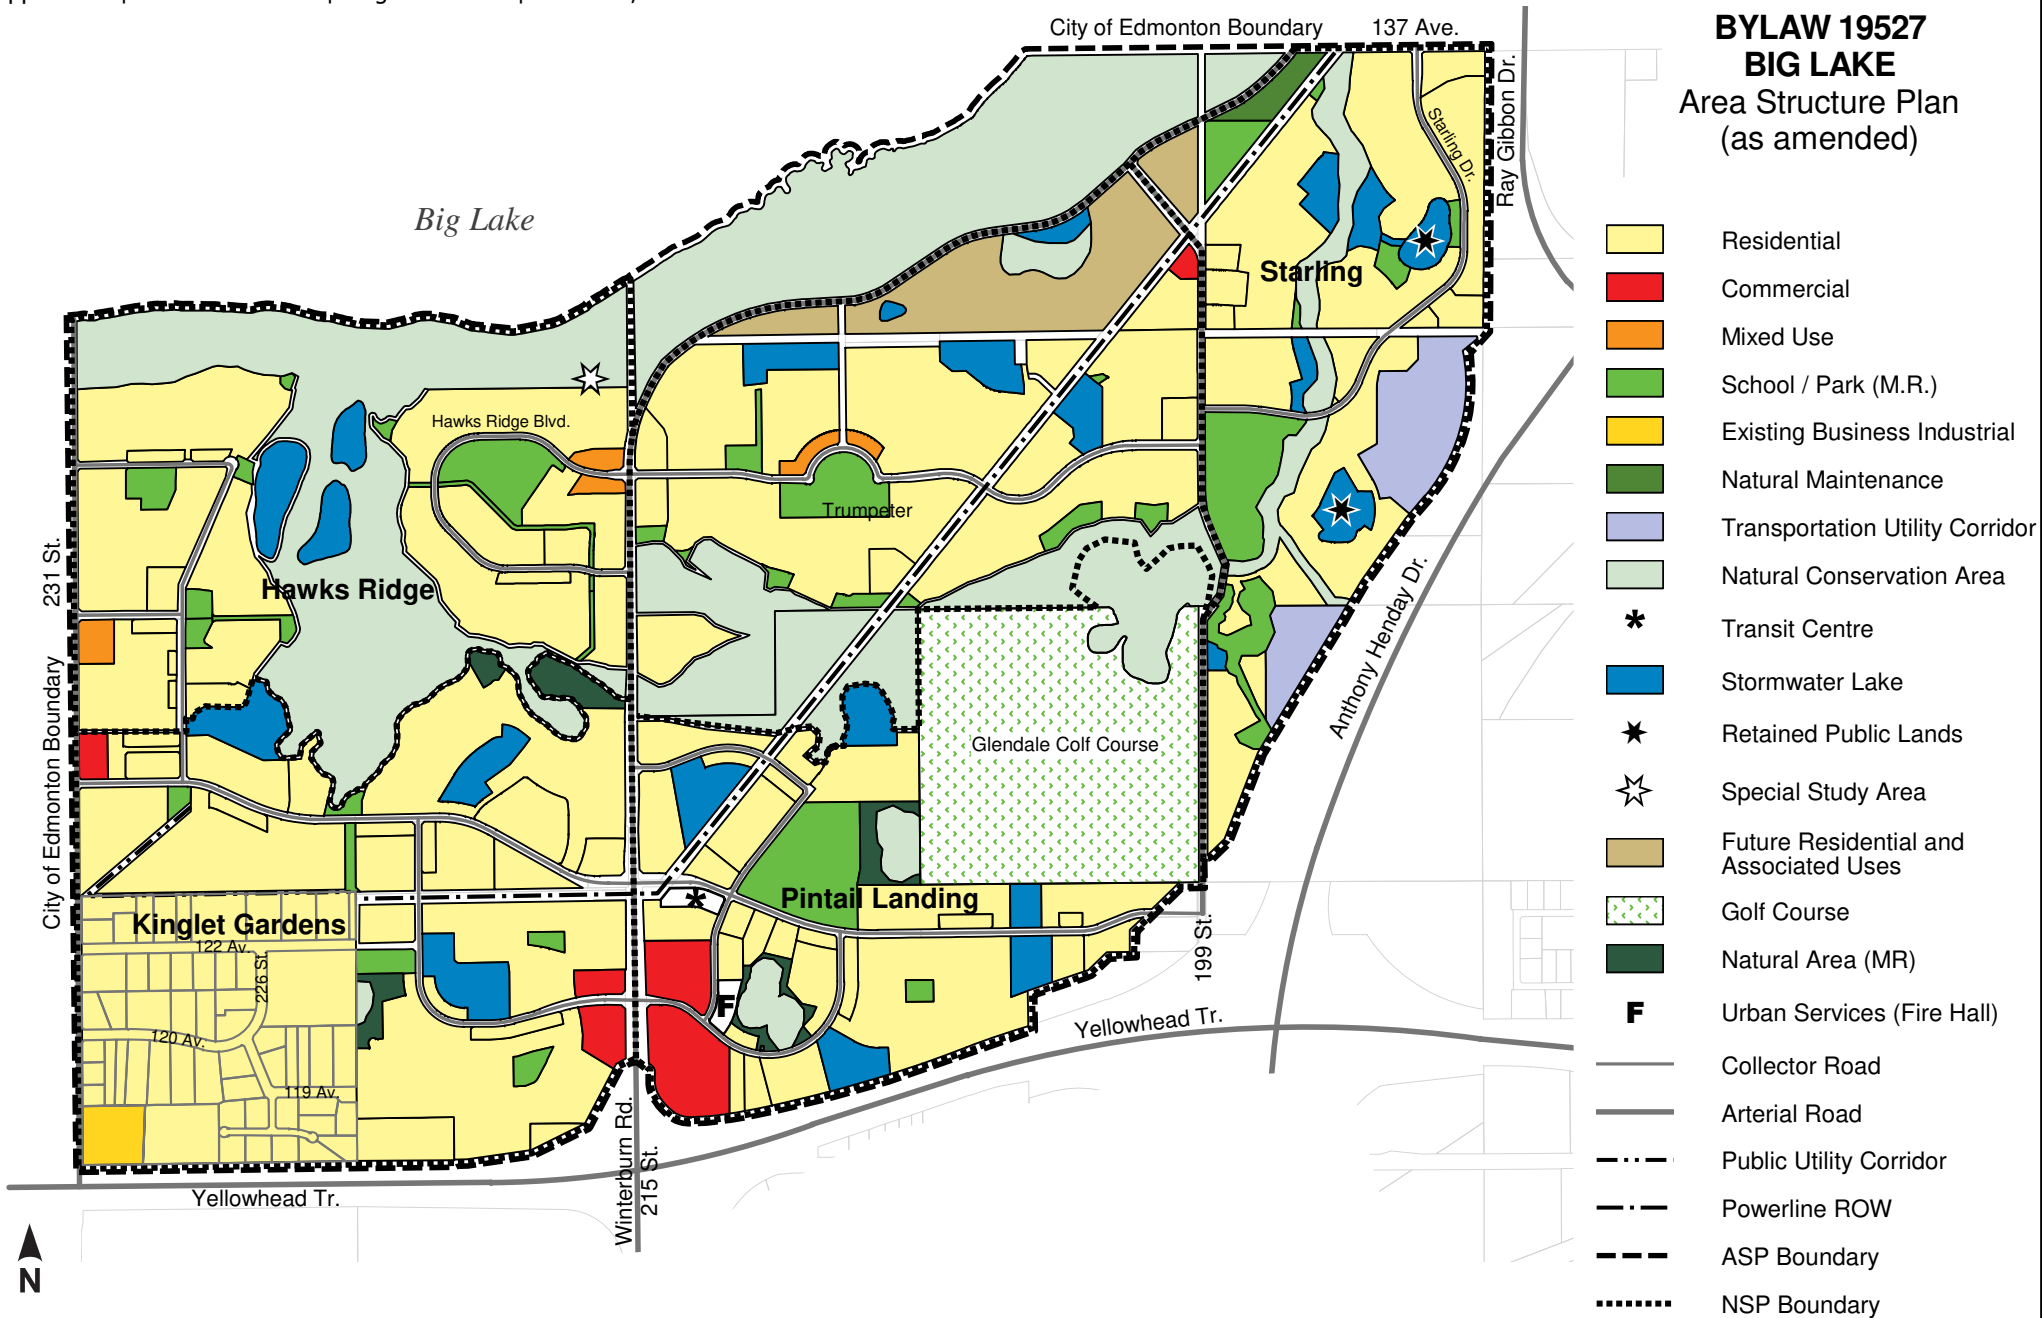 City of Edmonton Boundary
137 Ave.
BYLAW 19527
BIG LAKE
Area Structure Plan
(as amended)
Ray Gibbon Dr.
Starling Dr.
Big Lake
Starling
Residential
Commercial
Mixed Use
School / Park (M.R.)
Existing Business Industrial
Natural Maintenance
Transportation Utility Corridor
Natural Conservation Area
Transit Centre
Stormwater Lake
Retained Public Lands
Special Study Area
Future Residential and
Associated Uses
Golf Course
Natural Area (MR)
F
Urban Services (Fire Hall)
Collector Road
Arterial Road
Public Utility Corridor
Powerline ROW
ASP Boundary
NSP Boundary
Hawks Ridge Blvd.
Trumpeter
231 St.
Hawks Ridge
City of Edmonton Boundary
Anthony Henday Dr.
Glendale Colf Course
Pintail Landing
Kinglet Gardens
122 Av.
226 St.
120 Av.
119 Av.
F
199 St.
Yellowhead Tr.
Winterburn Rd.
215 St.
Yellowhead Tr.
N